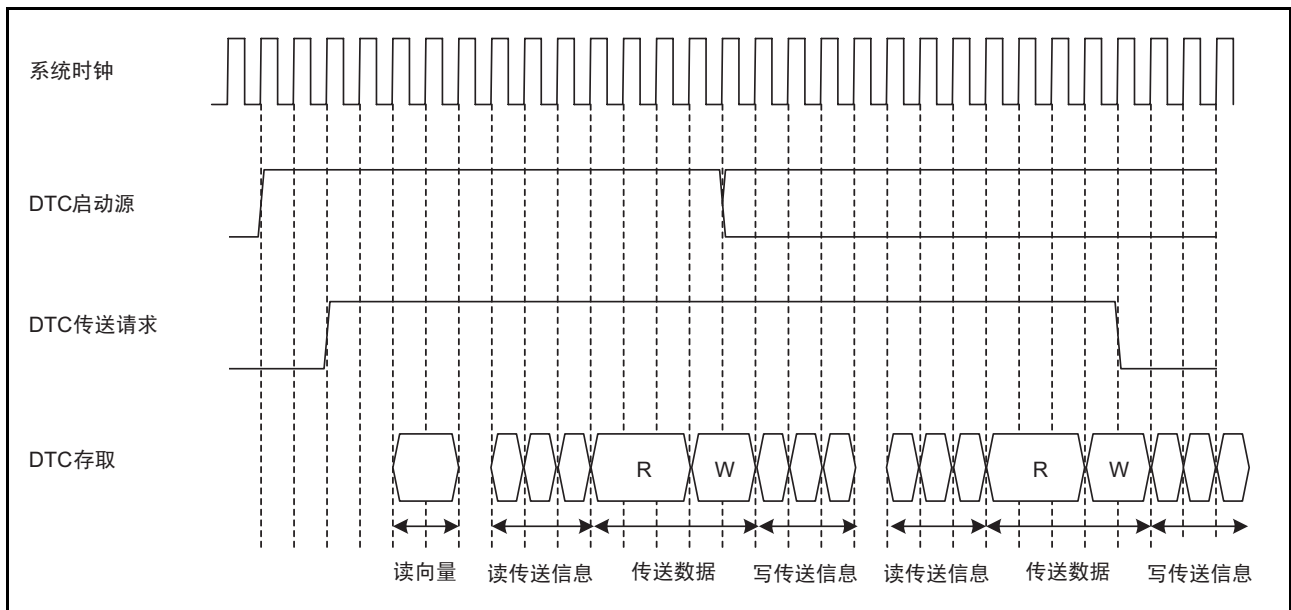 系统时钟
DTC启动源
DTC传送请求
DTC存取
R
W
R
W
读向量
读传送信息
传送数据
写传送信息
读传送信息
传送数据
写传送信息